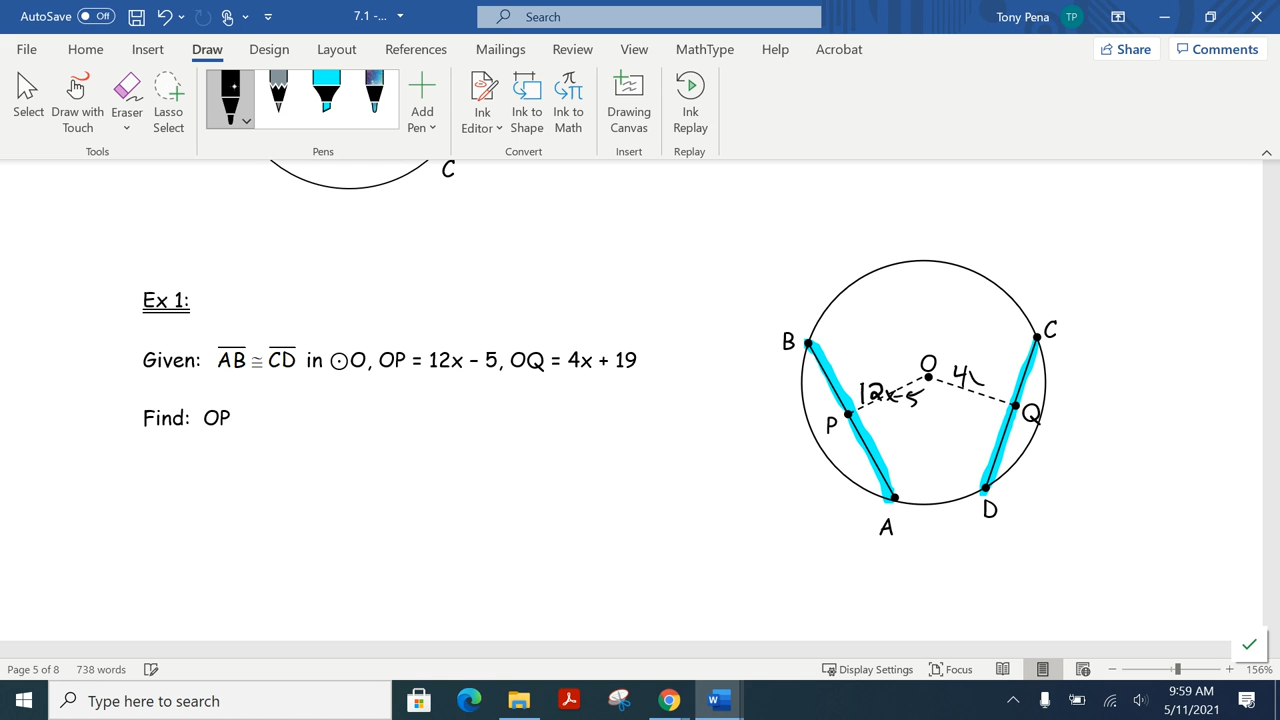 AutoSave Off 7.1 -... Search Tony Pena TP
File Home Insert Draw Design Layout References Mailings Review View MathType Help Acrobat Share Comments
Select Draw with Touch Eraser Lasso Select Add Pen Ink Editor Ink to Shape Ink to Math Drawing Canvas Ink Replay
Tools Pens Convert Insert Replay
C
Ex 1:
Given: AB ≅ CD in ⊙O, OP = 12x – 5, OQ = 4x + 19
Find: OP
B
C
O
12x-5
4
P
Q
A
D
Page 5 of 8 738 words Display Settings Focus 156%
Type here to search W 9:59 AM
5/11/2021